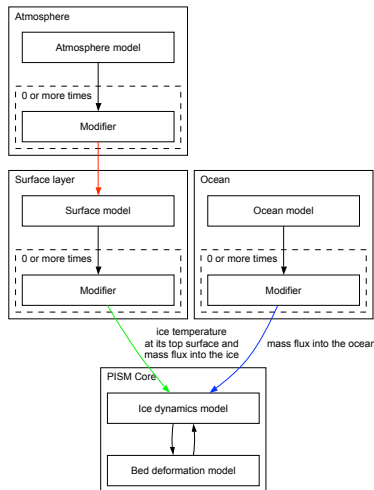 Atmosphere
Atmosphere model
0 or more times
Modifier
Surface layer
Surface model
0 or more times
Modifier
Ocean
Ocean model
0 or more times
Modifier
ice temperature
at its top surface and
mass flux into the ice
mass flux into the ocean
PISM Core
Ice dynamics model
Bed deformation model